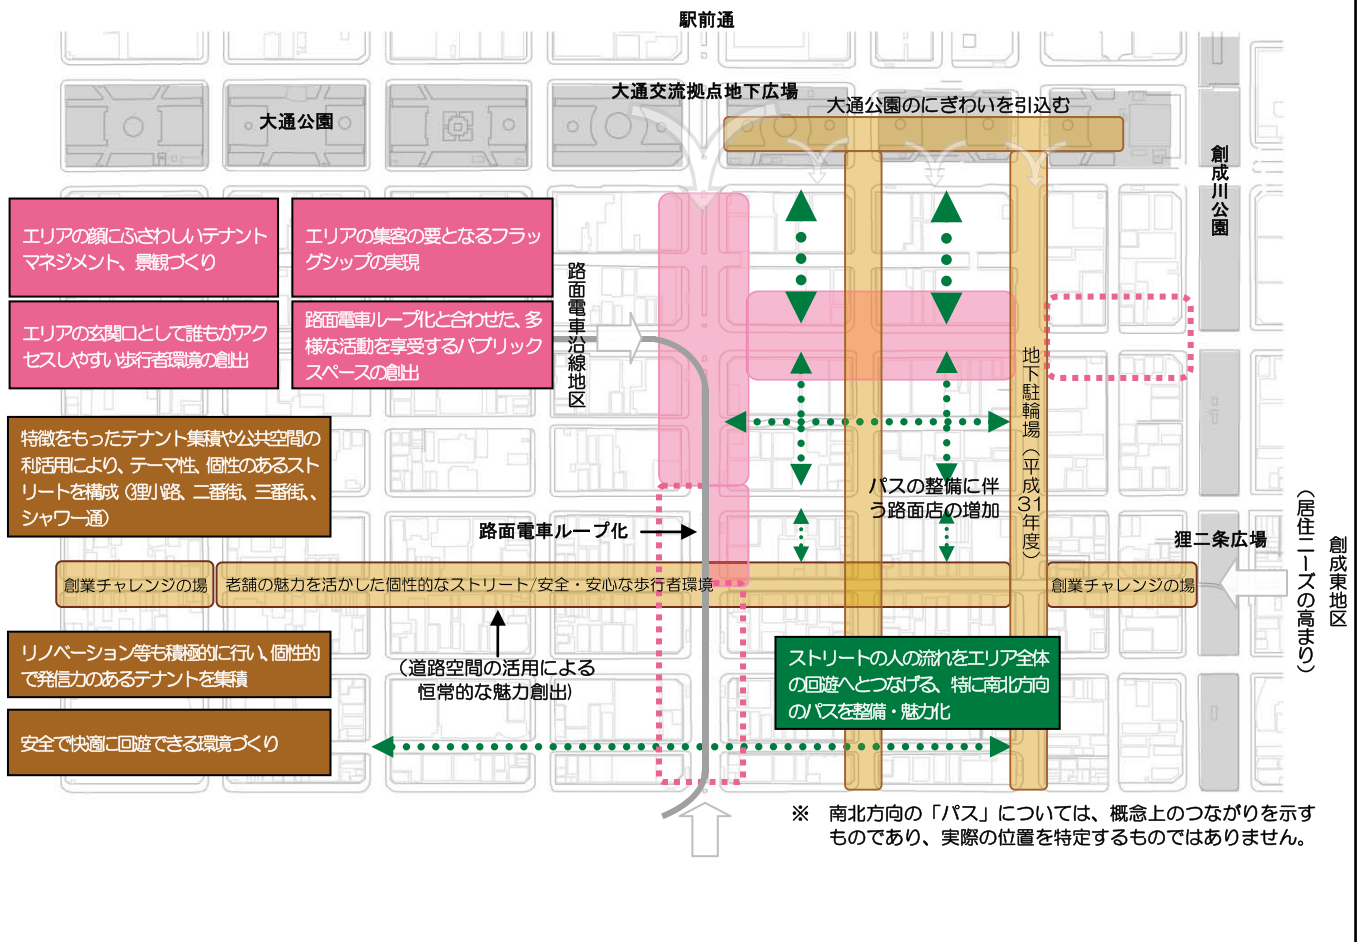 駅前通
大通交流拠点地下広場
大通公園のにぎわいを引込む
大通公園
創成川公園
エリアの顔にふさわしいテナント
マネジメント、景観づくり
エリアの集客の要となるフラッ
グシップの実現
エリアの玄関口として誰もがアク
セスしやすい歩行者環境の創出
路面電車ループ化と合わせた、多
様な活動を享受するパブリック
スペースの創出
路面電車沿線地区
地下駐輪場（平成31年度）
特徴をもったテナント集積や公共空間の
利活用により、テーマ性、個性のあるスト
リートを構成（狸小路、二番街、三番街、、
シャワー通）
パスの整備に伴
う路面店の増加
路面電車ループ化
狸二条広場
創成東地区
（居住ニーズの高まり）
創業チャレンジの場
老舗の魅力を活かした個性的なストリート/安全・安心な歩行者環境
創業チャレンジの場
リノベーション等も積極的に行い、個性的
で発信力のあるテナントを集積
（道路空間の活用による
恒常的な魅力創出）
ストリートの人の流れをエリア全体
の回遊へとつなげる、特に南北方向
のパスを整備・魅力化
安全で快適に回遊できる環境づくり
※　南北方向の「パス」については、概念上のつながりを示す
ものであり、実際の位置を特定するものではありません。